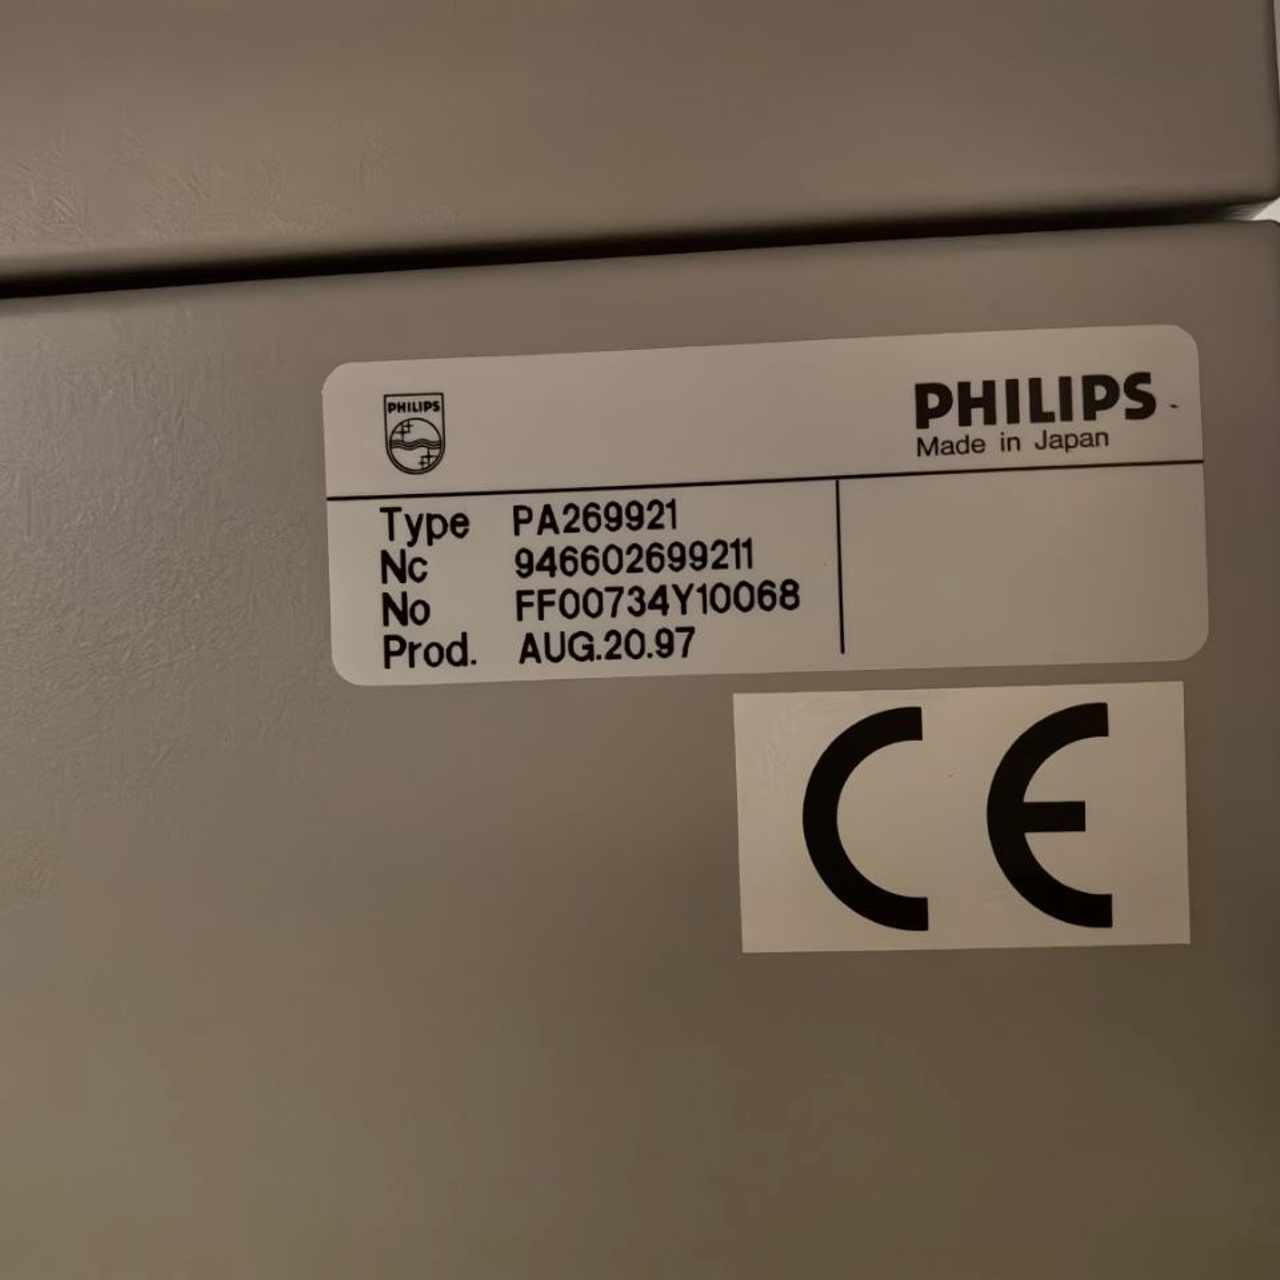 PHILIPS
PHILIPS
Made in Japan
Type PA269921
Nc 946602699211
No FF00734Y10068
Prod. AUG.20.97
CE